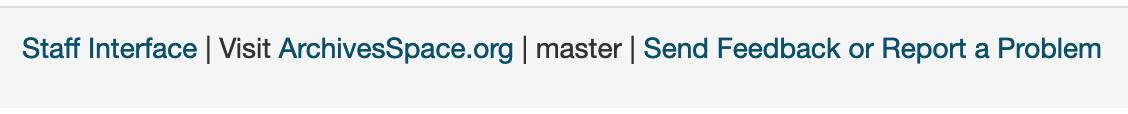 Staff Interface | Visit ArchivesSpace.org | master | Send Feedback or Report a Problem